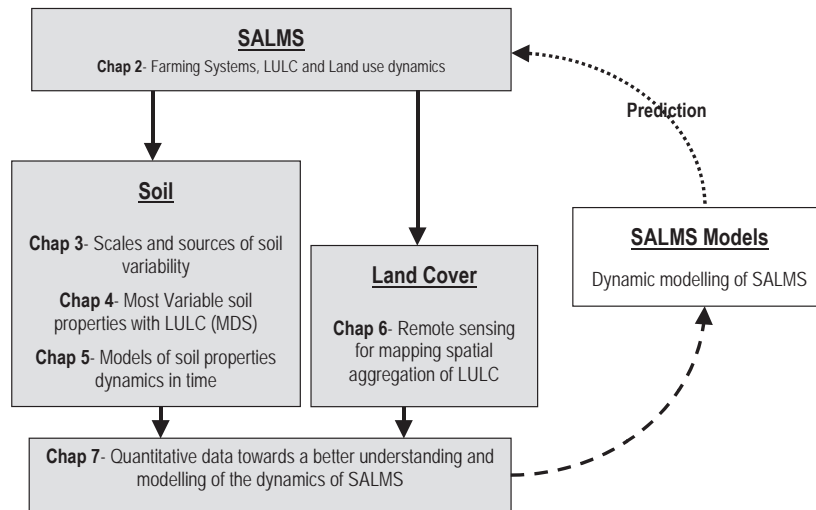 SALMS
Chap 2- Farming Systems, LULC and Land use dynamics
Prediction
Soil
Chap 3- Scales and sources of soil
variability
Chap 4- Most Variable soil
properties with LULC (MDS)
Chap 5- Models of soil properties
dynamics in time
Land Cover
Chap 6- Remote sensing
for mapping spatial
aggregation of LULC
SALMS Models
Dynamic modelling of SALMS
Chap 7- Quantitative data towards a better understanding and
modelling of the dynamics of SALMS